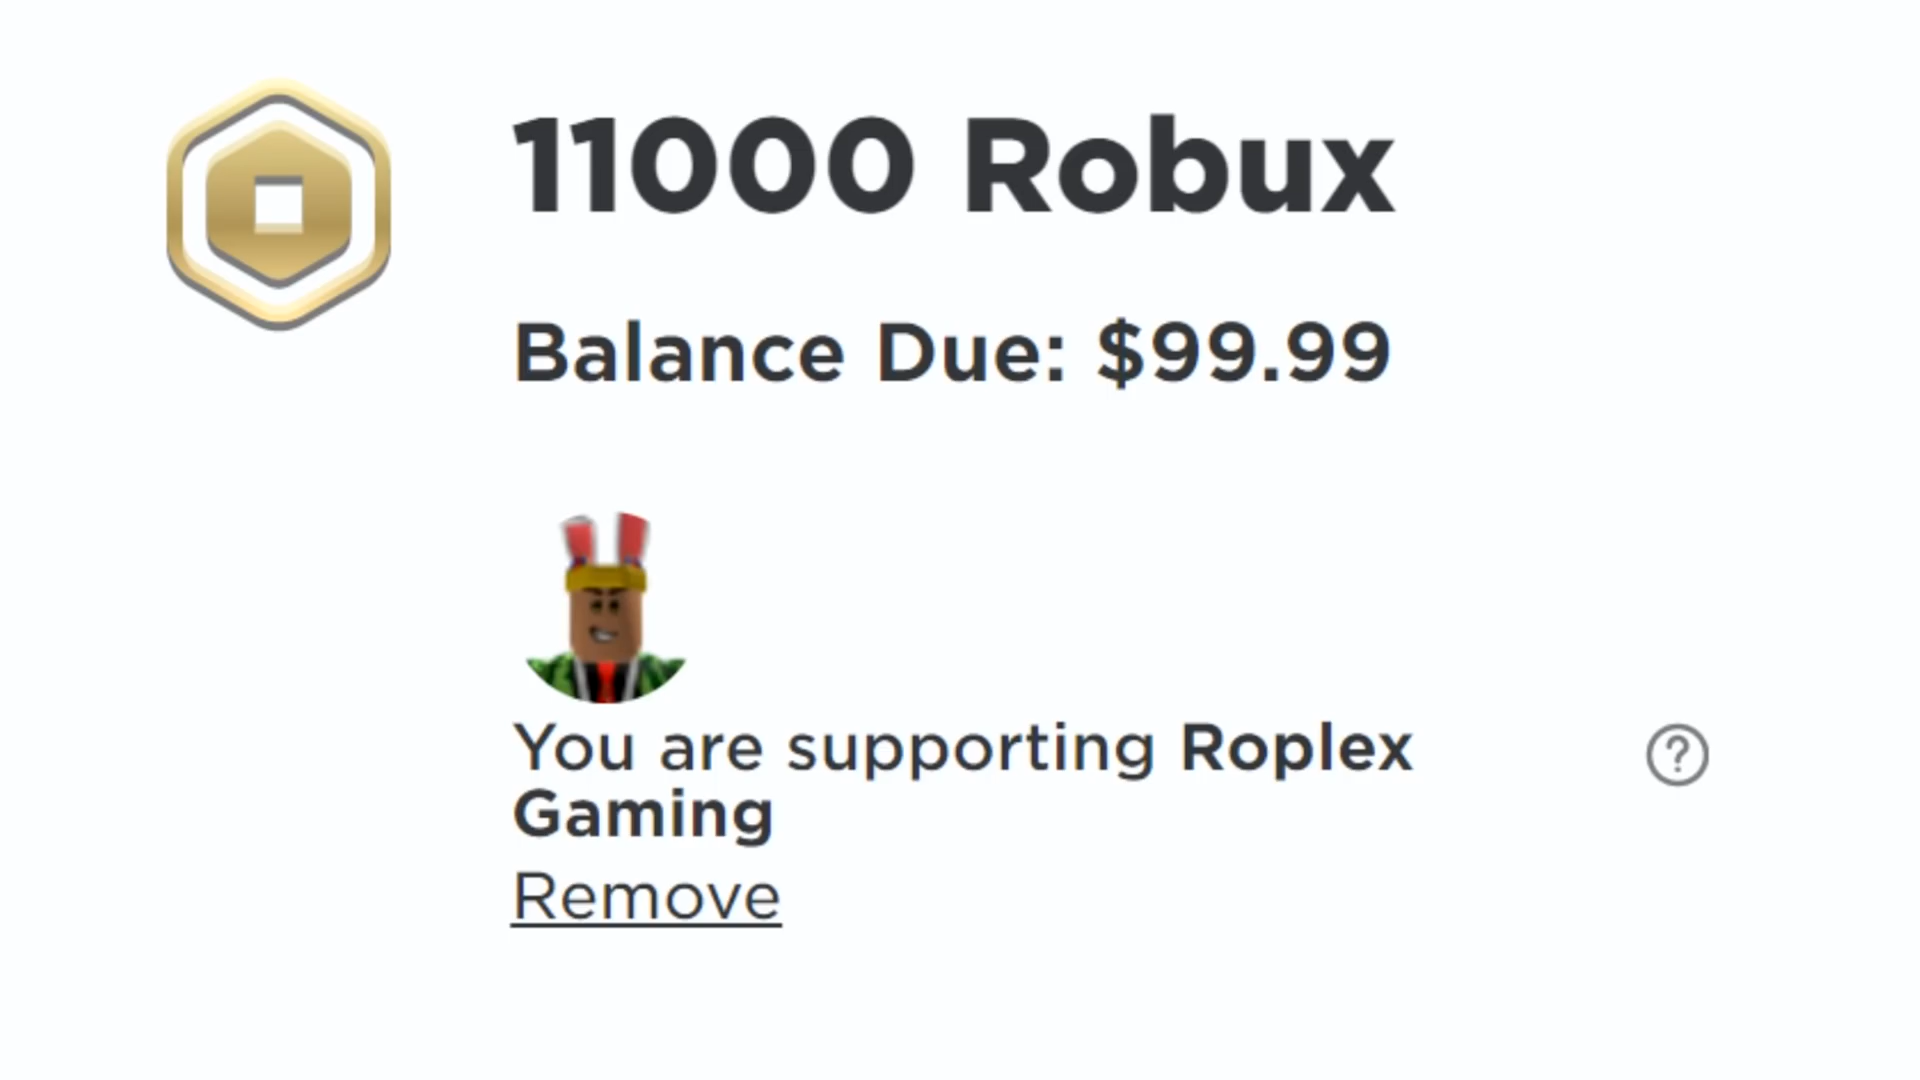 11000 Robux
Balance Due: $99.99
You are supporting Roplex
Gaming
Remove
?